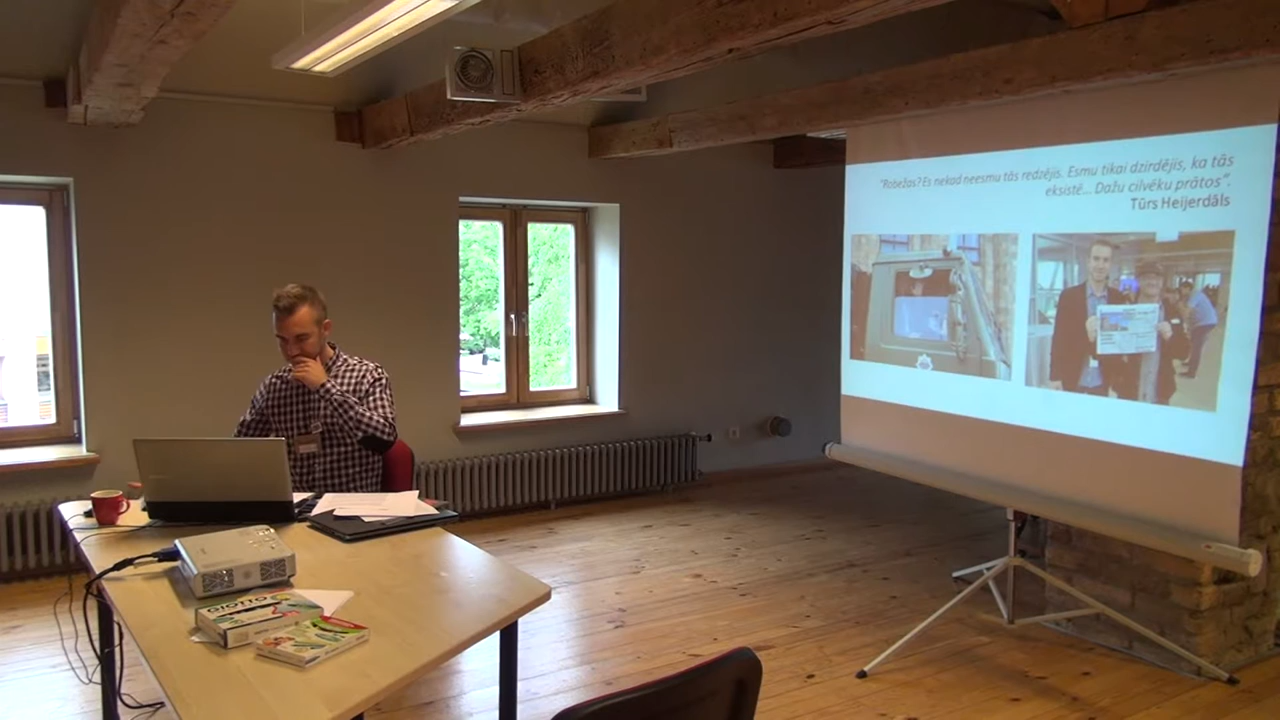 "Robežas? Es nekad neesmu tās redzējis. Esmu tikai dzirdējis, ka tās
eksistē... Dažu cilvēku prātos".
Tūrs Heijerdāls
GIOTTO